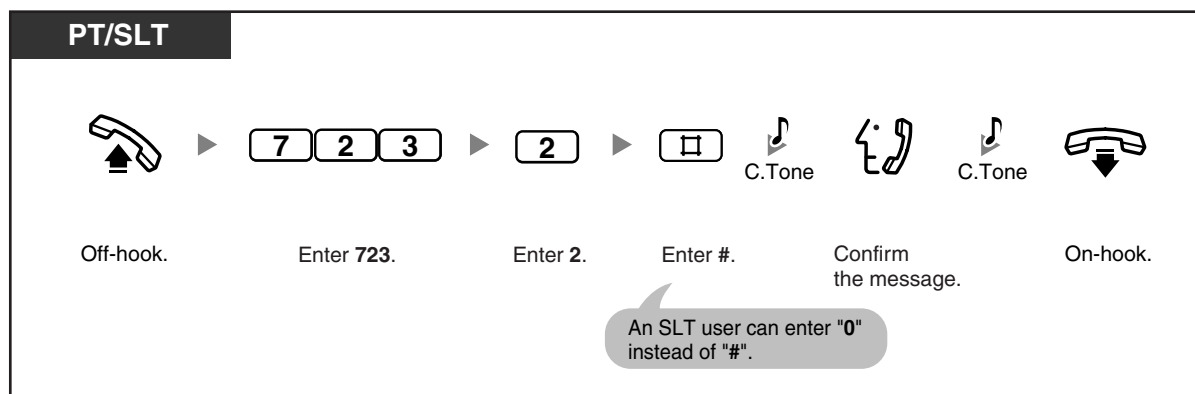 PT/SLT
7 2 3
2
#
C.Tone
C.Tone
Off-hook.
Enter 723.
Enter 2.
Enter #.
Confirm
the message.
On-hook.
An SLT user can enter "0"
instead of "#".